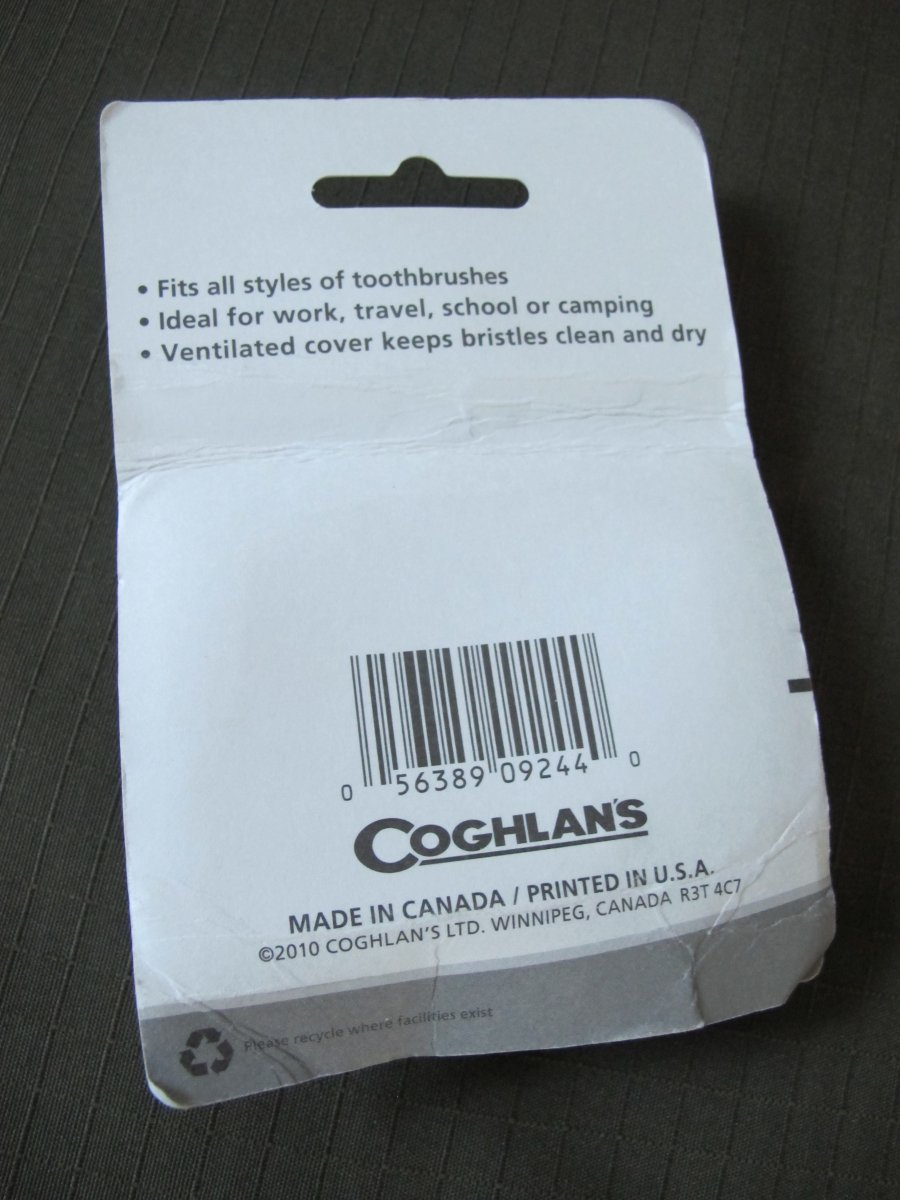 • Fits all styles of toothbrushes
• Ideal for work, travel, school or camping
• Ventilated cover keeps bristles clean and dry
0 56389 09244 0
COGHLAN'S
MADE IN CANADA / PRINTED IN U.S.A.
©2010 COGHLAN'S LTD. WINNIPEG, CANADA R3T 4C7
Please recycle where facilities exist